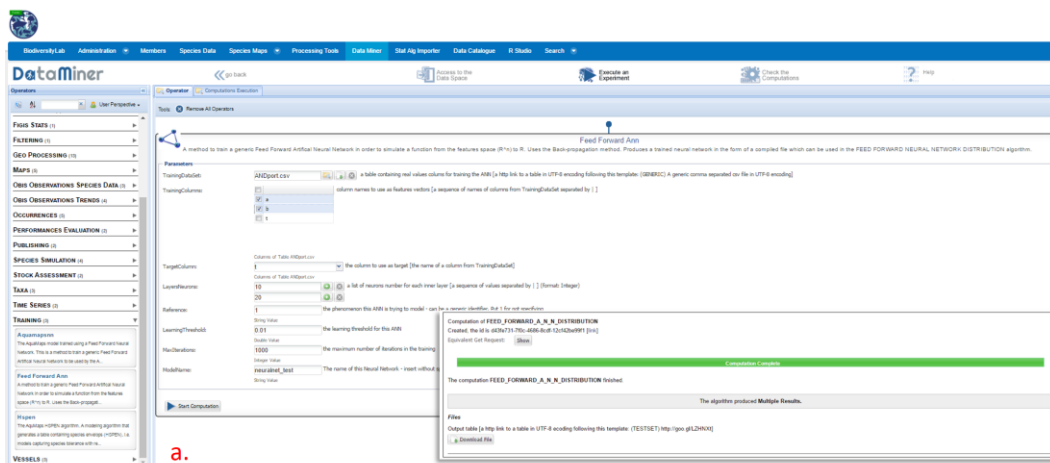 BiodiversityLab Administration Members Species Data Species Maps Processing Tools Data Miner Stat Alg Importer Data Catalogue R Studio Search
DataMiner
go back
Access to the Data Space
Execute an Experiment
Check the Computations
Help
Operators
User Perspective
FIGIS STATS (1)
FILTERING (1)
GEO PROCESSING (10)
MAPS (6)
OBIS OBSERVATIONS SPECIES DATA (5)
OBIS OBSERVATIONS TRENDS (4)
OCCURRENCES (5)
PERFORMANCES EVALUATION (3)
PUBLISHING (2)
SPECIES SIMULATION (4)
STOCK ASSESSMENT (3)
TAXA (3)
TIME SERIES (3)
TRAINING (3)
Aquamapsnn
The AquaMaps model trained using a Feed Forward Neural
Network. This is a method to train a generic Feed Forward
Artifical Neural Network to be used by the A...
Feed Forward Ann
A method to train a generic Feed Forward Artifical Neural
Network in order to simulate a function from the features
space (R^n) to R. Uses the Back-propagat...
Hspen
The AquMaps HSPEN algorithm. A modeling algorithm that
generates a table containing species envelops (HSPEN), i.e.
models capturing species tolerance with re...
VESSELS
Operator Computations Execution
Tools: Remove All Operators
Feed Forward Ann
A method to train a generic Feed Forward Artifical Neural Network in order to simulate a function from the features space (R^n) to R. Uses the Back-propagation method. Produces a trained neural network in the form of a compiled file which can be used in the FEED FORWARD NEURAL NETWORK DISTRIBUTION algorithm.
Parameters
TrainingDataSet: ANDport.csv a table containing real values column for training the ANN [a http link to a table in UTF-8 encoding following this template: (GENERIC) A generic comma separated csv file in UTF-8 encoding]
TrainingColumns: column names to use as features vectors [a sequence of names of columns from TrainingDataSet separated by | ]
a
b
t
Columns of Table ANDport.csv
TargetColumn: t the column to use as target [the name of a column from TrainingDataSet]
Columns of Table ANDport.csv
LayersNeurons: 10 a list of neurons number for each inner layer [a sequence of values separated by | ] (format: Integer)
20
Reference: 1 the phenomenon this ANN is trying to model - can be a generic identifier. Put 1 for not specifying
String Value
LearningThreshold: 0.01 the learning threshold for this ANN
Double Value
MaxIterations: 1000 the maximum number of iterations in the training
Integer Value
ModelName: neuralnet_test The name of this Neural Network - insert without
String Value
Start Computation
Computation of FEED_FORWARD_A_N_N_DISTRIBUTION
Equivalent Get Request: Show
Computation Complete
The computation FEED_FORWARD_A_N_N_DISTRIBUTION finished.
The algorithm produced Multiple Results.
Files
Output table [a http link to a table in UTF-8 ecoding following this template: (TESTSET) http://goo.gl/LZHNXt]
Download File
a.